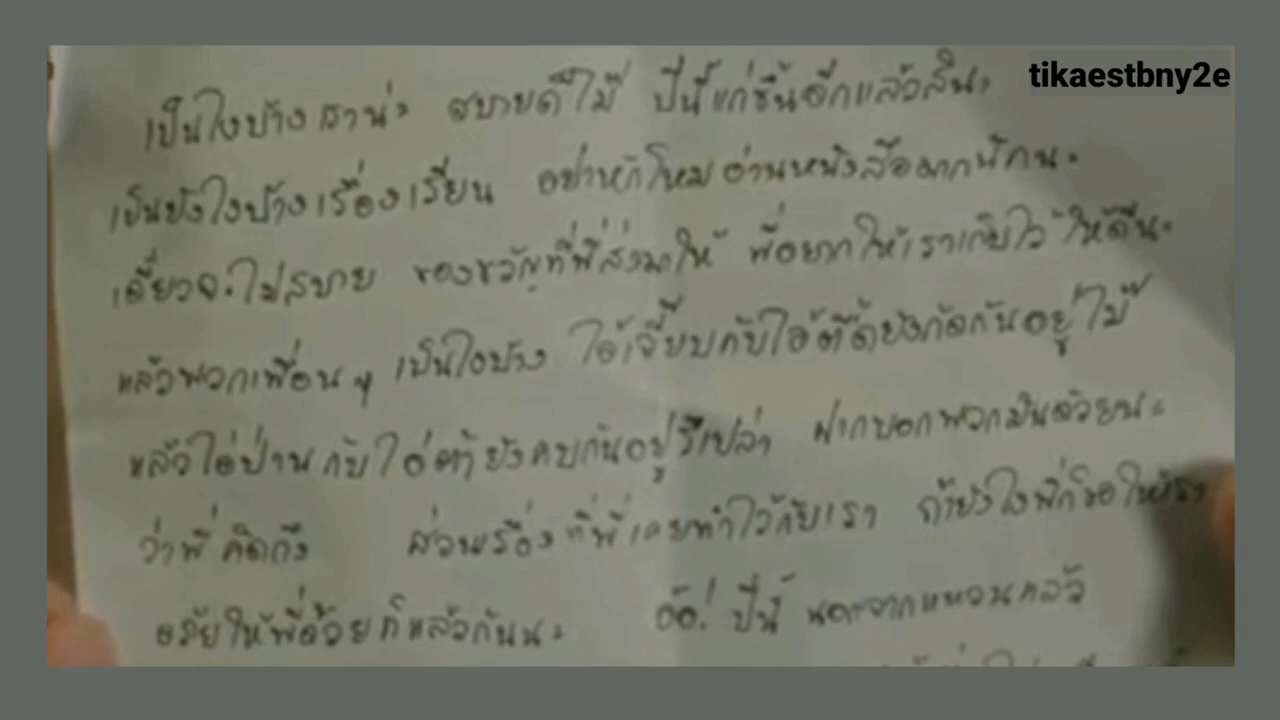 tikaestbny2e
เป็นไงบ้าง เราน่ะ สบายดีไม๊ ปีนี้แก่ขึ้นอีกแล้วสินะ
เป็นยังไงบ้างเรื่องเรียน อย่าหักโหมอ่านหนังสือมากนักนะ
เดี๋ยวจะไม่สบาย ของขวัญที่พี่ส่งมาให้ พี่อยากให้เราเก็บไว้ให้ดีนะ
แล้วพวกเพื่อนๆ เป็นไงบ้าง ไอ้เจี๊ยบกับไอ้ตี๋ยังกัดกันอยู่ไม๊
แล้วไอ้ป่านกับไอ้ต้ายังคบกันอยู่รึเปล่า ฝากบอกพวกมันด้วยนะ
ว่าพี่คิดถึง ส่วนเรื่องที่พี่เคยทำไว้กับเรา ถ้ายังไงพี่ก็ขอให้เรา
อภัยให้พี่ด้วยก็แล้วกันนะ อ้อ! ปีนี้ นอกจากแหวนแล้ว